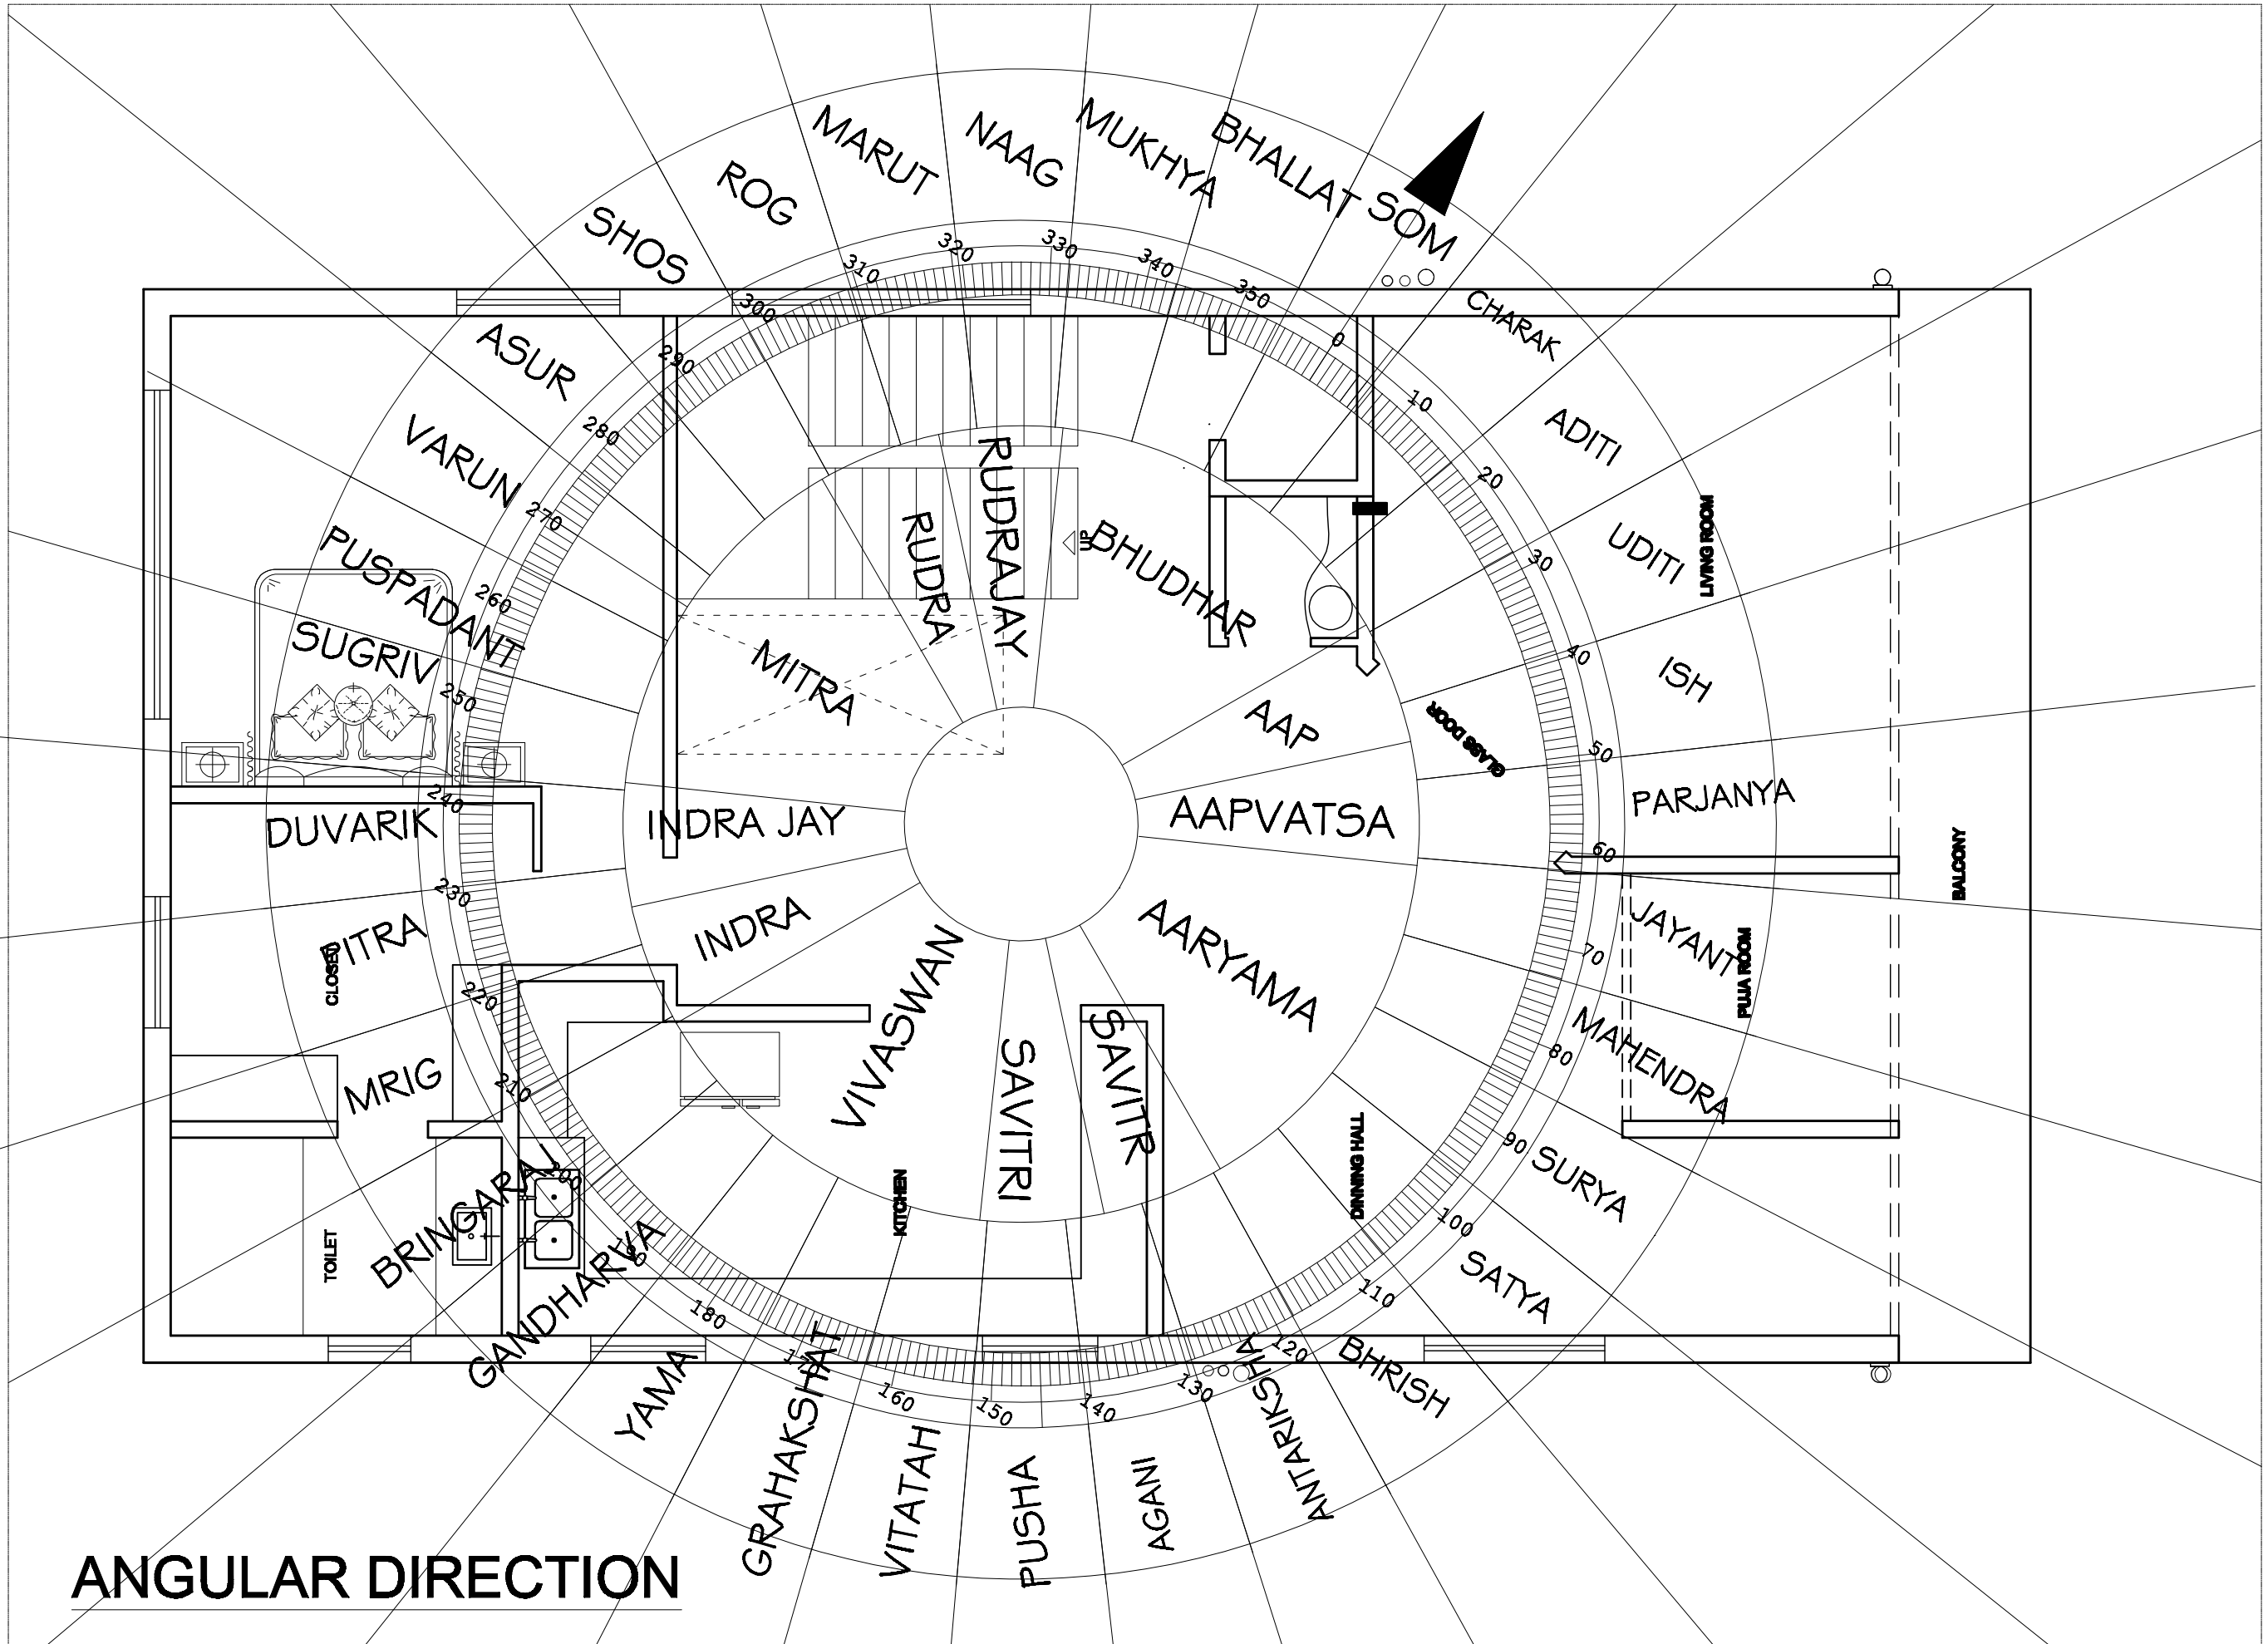 MARUT
NAAG
MUKHYA
BHALLAT
SOM
ROG
SHOS
CHARAK
ASUR
ADITI
VARUN
UDITI
PUSPADANT
ISH
SUGRIV
PARJANYA
DUVARIK
JAYANT
PITRA
MAHENDRA
MRIG
SURYA
BRINGARAJ
SATYA
GANDHARVA
BHRISH
YAMA
ANTARIKSHA
GRAHAKSHAT
AGANI
VITATAH
PUSHA
320
330
340
310
350
300
0
290
10
280
20
270
30
260
40
250
50
240
60
230
70
220
80
210
90
200
100
190
110
180
120
170
130
160
150
140
RUDRAJAY
RUDRA
BHUDHAR
MITRA
AAP
INDRA JAY
AAPVATSA
INDRA
AARYAMA
VIVASWAN
SAVITRI
SAVITR
UP
LIVING ROOM
GLASS DOOR
BALCONY
PUJA ROOM
CLOSED
DINNING HALL
KITCHEN
TOILET
ANGULAR DIRECTION